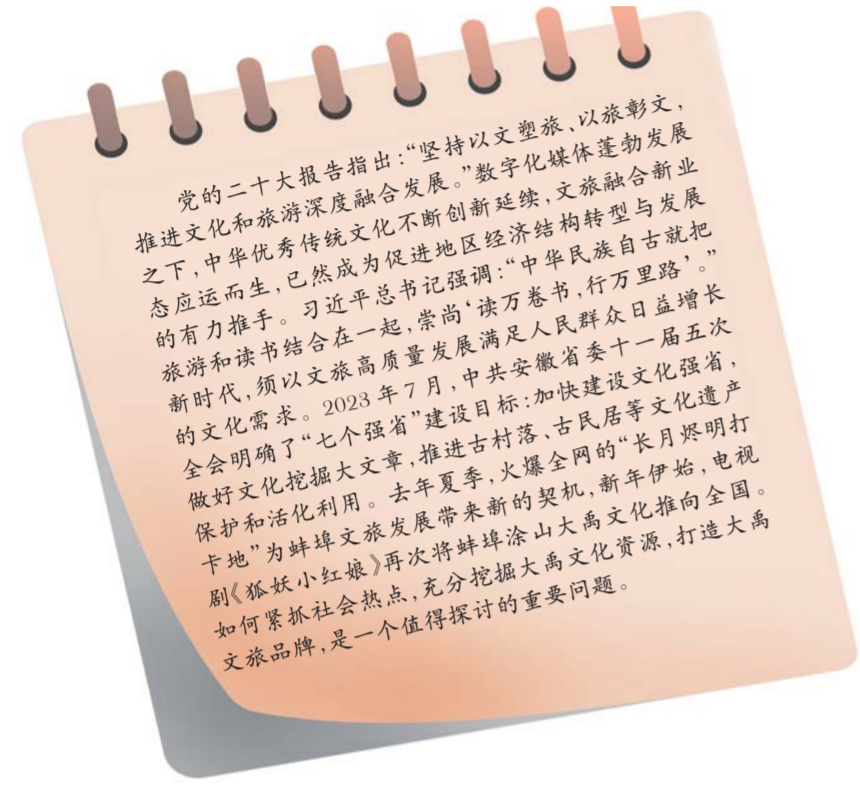 党的二十大报告指出：“坚持以文塑旅、以旅彰文，
推进文化和旅游深度融合发展。”数字化媒体蓬勃发展
之下，中华优秀传统文化不断创新延续，文旅融合新业
态应运而生，已然成为促进地区经济结构转型与发展
的有力推手。习近平总书记强调：“中华民族自古就把
旅游和读书结合在一起，崇尚‘读万卷书，行万里路’。”
新时代，须以文旅高质量发展满足人民群众日益增长
的文化需求。2023年7月，中共安徽省委十一届五次
全会明确了“七个强省”建设目标：加快建设文化强省，
做好文化挖掘大文章，推进古村落、古民居等文化遗产
保护和活化利用。去年夏季，火爆全网的“长月烬明打
卡地”为蚌埠文旅发展带来新的契机，新年伊始，电视
剧《狐妖小红娘》再次将蚌埠涂山大禹文化推向全国。
如何紧抓社会热点，充分挖掘大禹文化资源，打造大禹
文旅品牌，是一个值得探讨的重要问题。